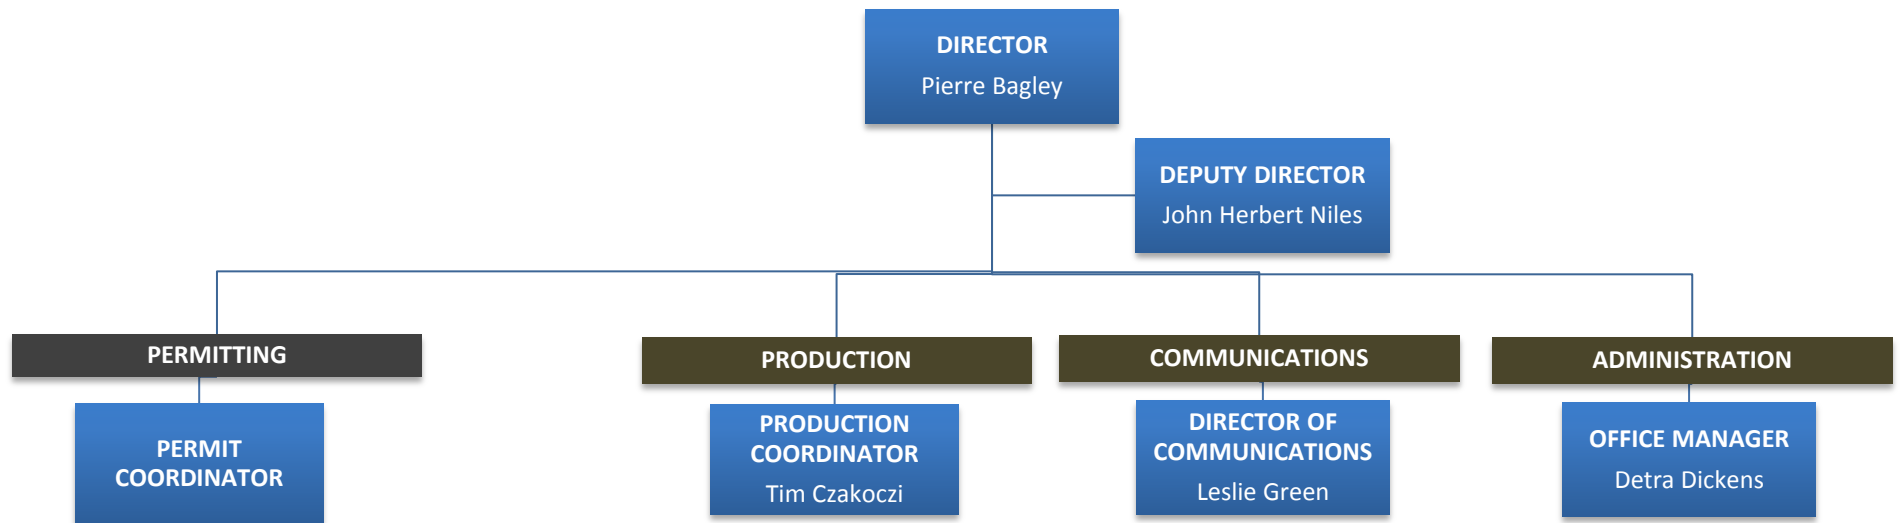 DIRECTOR
Pierre Bagley
DEPUTY DIRECTOR
John Herbert Niles
PERMITTING
PRODUCTION
COMMUNICATIONS
ADMINISTRATION
PERMIT
COORDINATOR
PRODUCTION
COORDINATOR
Tim Czakoczi
DIRECTOR OF
COMMUNICATIONS
Leslie Green
OFFICE MANAGER
Detra Dickens